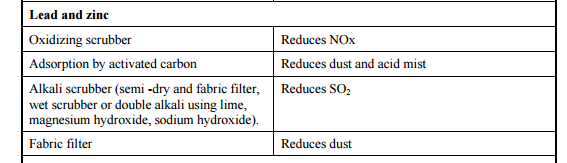 Lead and zinc
Oxidizing scrubber Reduces NOx
Adsorption by activated carbon Reduces dust and acid mist
Alkali scrubber (semi -dry and fabric filter, Reduces SO₂
wet scrubber or double alkali using lime,
magnesium hydroxide, sodium hydroxide).
Fabric filter Reduces dust